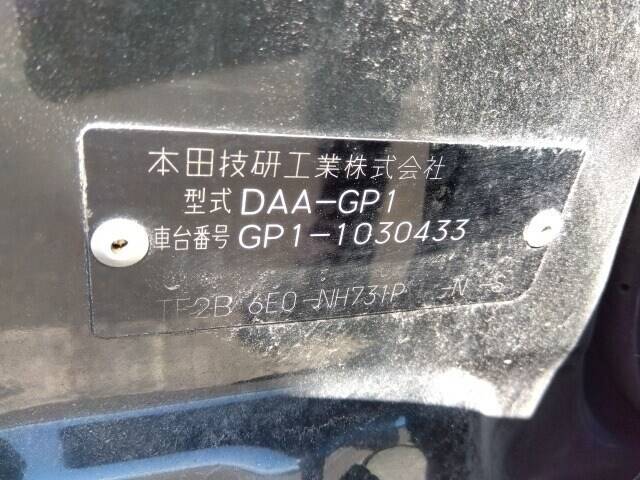 本田技研工業株式会社
型式 DAA-GP1
車台番号 GP1-1030433
TF2B 6E0-NH731P -N -S